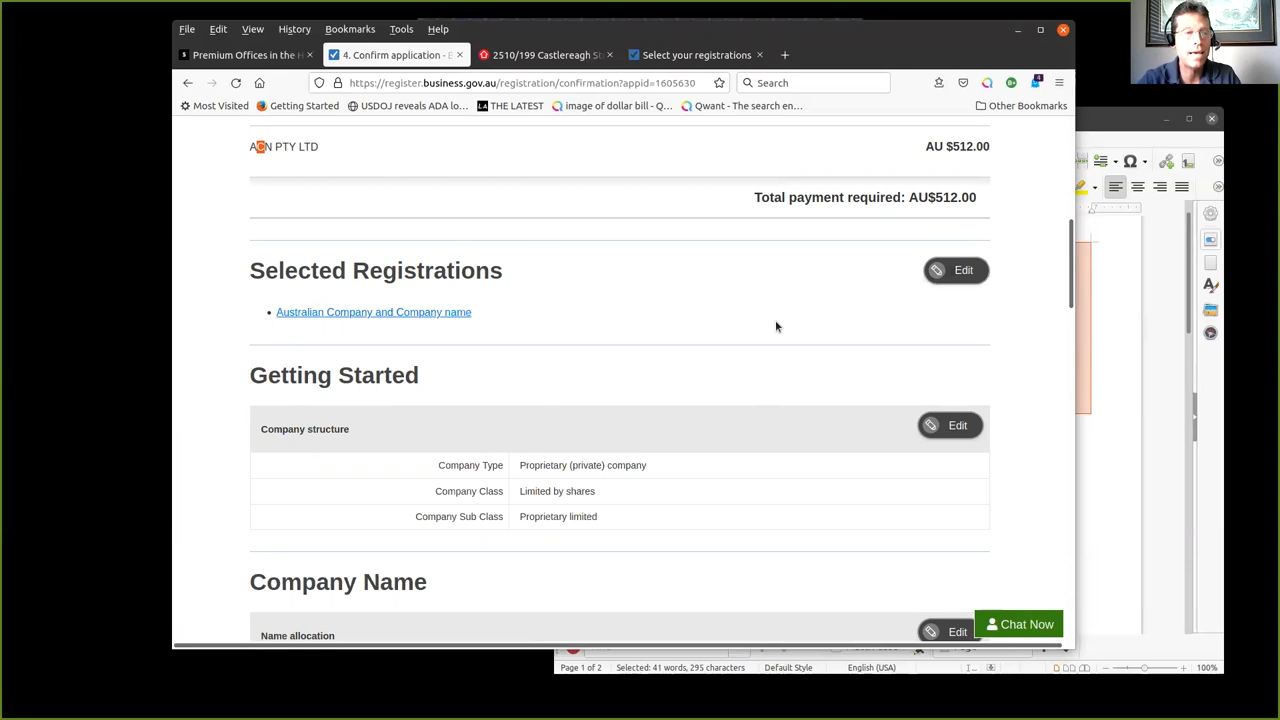 File Edit View History Bookmarks Tools Help
Premium Offices in the H
4. Confirm application - B
2510/199 Castlereagh St
Select your registrations
https://register.business.gov.au/registration/confirmation?appid=1605630
Search
4
Most Visited
Getting Started
USDOJ reveals ADA lo…
THE LATEST
image of dollar bill - Q…
Qwant - The search en…
Other Bookmarks
ACN PTY LTD AU $512.00
Total payment required: AU$512.00
Selected Registrations Edit
Australian Company and Company name
Getting Started
Company structure Edit
Company Type Proprietary (private) company
Company Class Limited by shares
Company Sub Class Proprietary limited
Company Name
Name allocation Edit
Chat Now
Page 1 of 2 Selected: 41 words, 295 characters Default Style English (USA) 100%